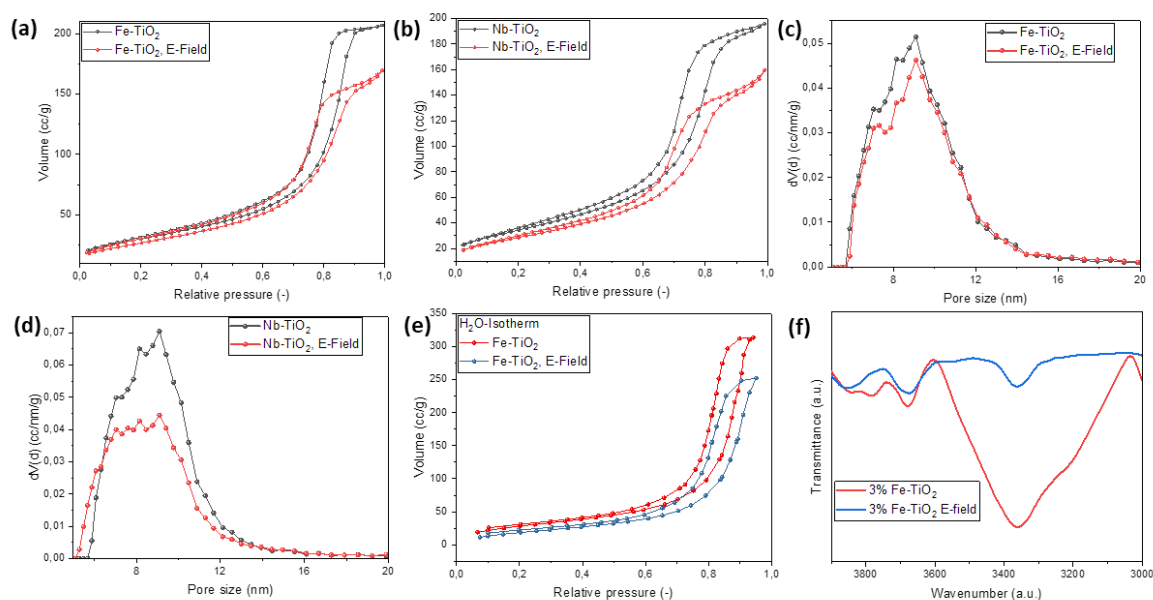 (a)
Fe-TiO2
Fe-TiO2, E-Field
200
150
100
50
Volume (cc/g)
0,2
0,4
0,6
0,8
1,0
Relative pressure (-)
(b)
Nb-TiO2
Nb-TiO2, E-Field
200
180
160
140
120
100
80
60
40
20
Volume (cc/g)
0,0
0,2
0,4
0,6
0,8
1,0
Relative pressure (-)
(c)
Fe-TiO2
Fe-TiO2, E-Field
0,05
0,04
0,03
0,02
0,01
0,00
dV(d) (cc/nm/g)
8
12
16
20
Pore size (nm)
(d)
Nb-TiO2
Nb-TiO2, E-Field
0,07
0,06
0,05
0,04
0,03
0,02
0,01
0,00
dV(d) (cc/nm/g)
8
12
16
20
Pore size (nm)
(e)
H2O-Isotherm
Fe-TiO2
Fe-TiO2, E-Field
350
300
250
200
150
100
50
0
Volume (cc/g)
0,0
0,2
0,4
0,6
0,8
1,0
Relative pressure (-)
(f)
3% Fe-TiO2
3% Fe-TiO2 E-field
Transmittance (a.u.)
3800
3600
3400
3200
3000
Wavenumber (a.u.)